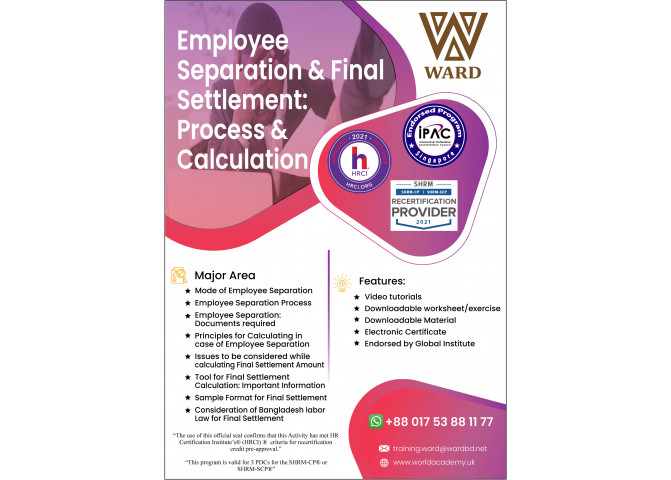 Employee
Separation & Final
Settlement:
Process &
Calculation
WARD
2021
HRCI
HRCI.ORG
Endorsed Program
iPAC
Singapore
SHRM
SHRM-CP | SHRM-SCP
RECERTIFICATION
PROVIDER
2021
Major Area
★ Mode of Employee Separation
★ Employee Separation Process
★ Employee Separation:
Documents required
★ Principles for Calculating in
case of Employee Separation
★ Issues to be considered while
calculating Final Settlement Amount
★ Tool for Final Settlement
Calculation: Important Information
★ Sample Format for Final Settlement
★ Consideration of Bangladesh labor
Law for Final Settlement
“The use of this official seal confirms that this Activity has met HR
Certification Institute’s® (HRCI) ® criteria for recertification
credit pre-approval.”
“This program is valid for 3 PDCs for the SHRM-CP® or
SHRM-SCP®”
Features:
★ Video tutorials
★ Downloadable worksheet/exercise
★ Downloadable Material
★ Electronic Certificate
★ Endorsed by Global Institute
+88 017 53 88 11 77
training.ward@wardbd.net
www.worldacademy.uk